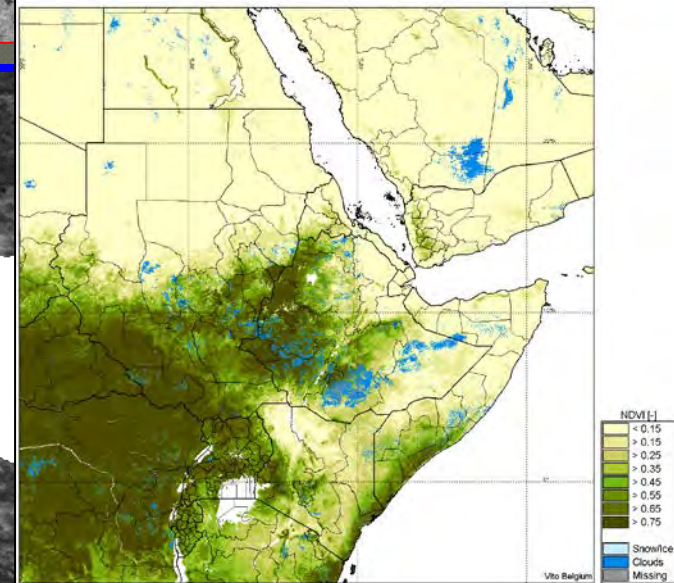 NDVI [-]
< 0.15
> 0.15
> 0.25
> 0.35
> 0.45
> 0.55
> 0.65
> 0.75
Snow/Ice
Clouds
Missing
Vito Belgium
0°